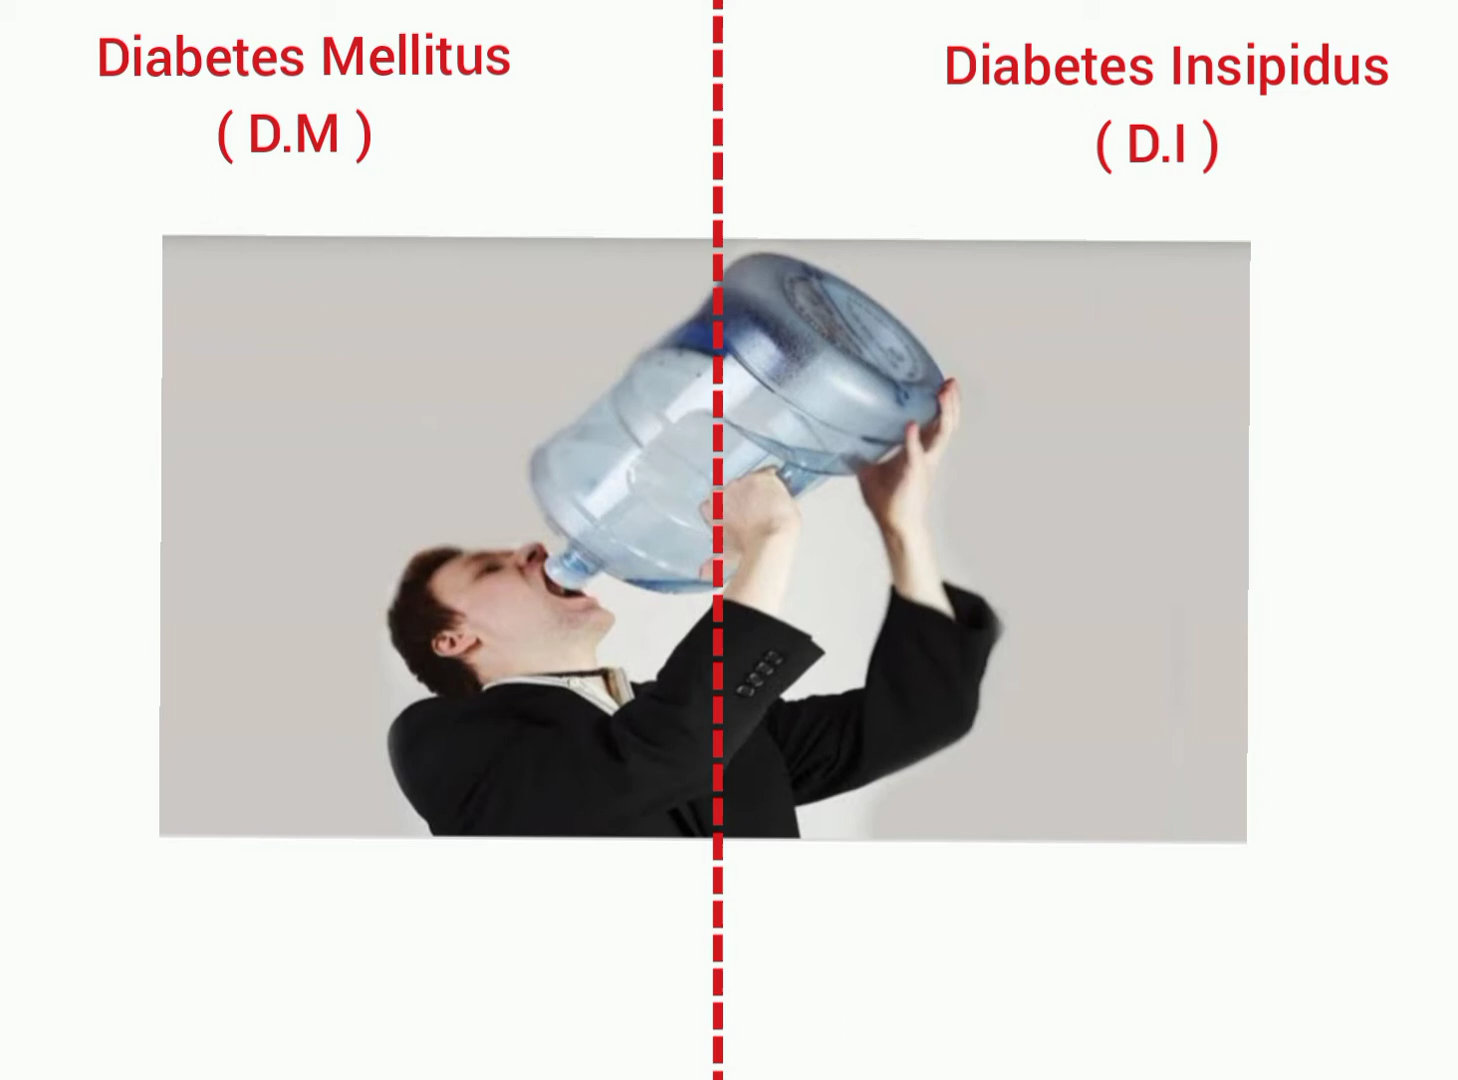 Diabetes Mellitus
( D.M )
Diabetes Insipidus
( D.I )